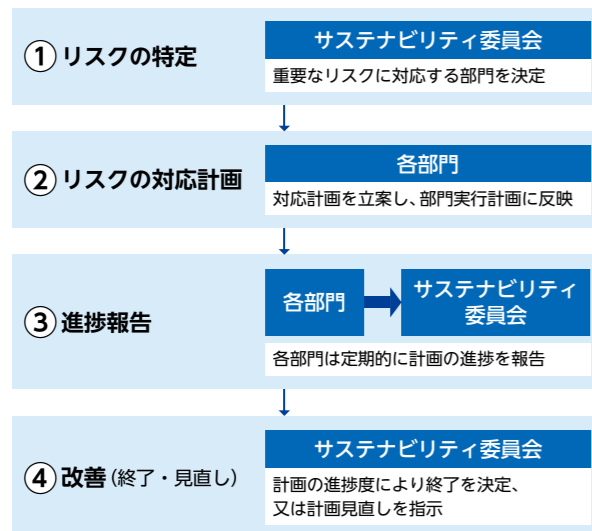 ①リスクの特定
サステナビリティ委員会
重要なリスクに対応する部門を決定
②リスクの対応計画
各部門
対応計画を立案し、部門実行計画に反映
③進捗報告
各部門
サステナビリティ
委員会
各部門は定期的に計画の進捗を報告
④改善(終了・見直し)
サステナビリティ委員会
計画の進捗度により終了を決定、
又は計画見直しを指示